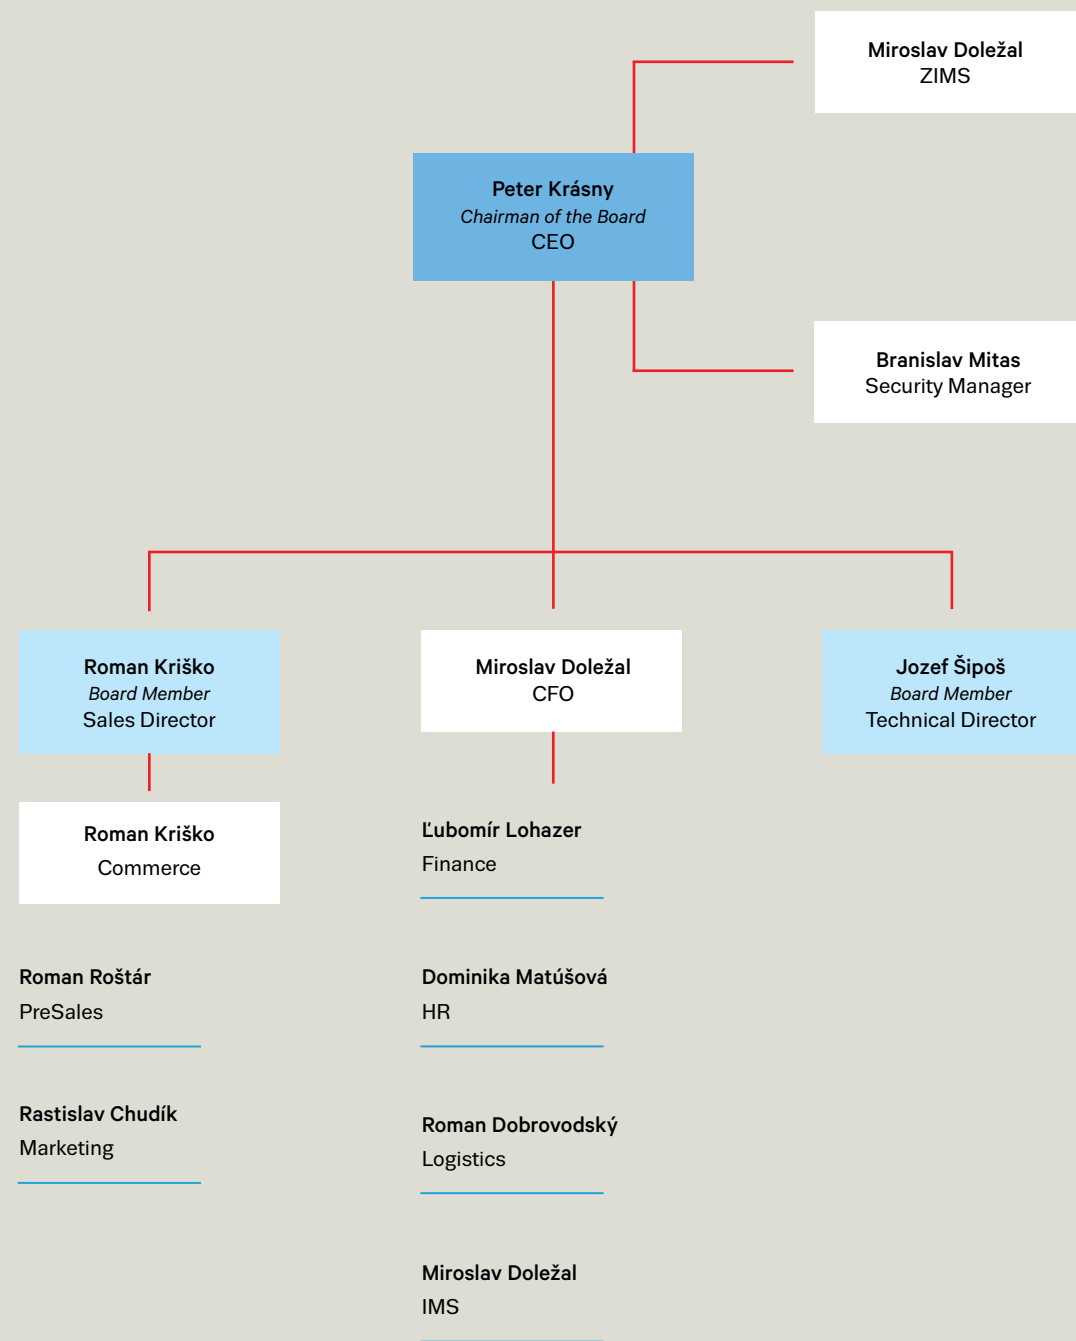 Miroslav Doležal
ZIMS
Peter Krásny
Chairman of the Board
CEO
Branislav Mitas
Security Manager
Roman Kriško
Board Member
Sales Director
Miroslav Doležal
CFO
Jozef Šipoš
Board Member
Technical Director
Roman Kriško
Commerce
Roman Roštár
PreSales
Rastislav Chudík
Marketing
Ľubomír Lohazer
Finance
Dominika Matúšová
HR
Roman Dobrovodský
Logistics
Miroslav Doležal
IMS